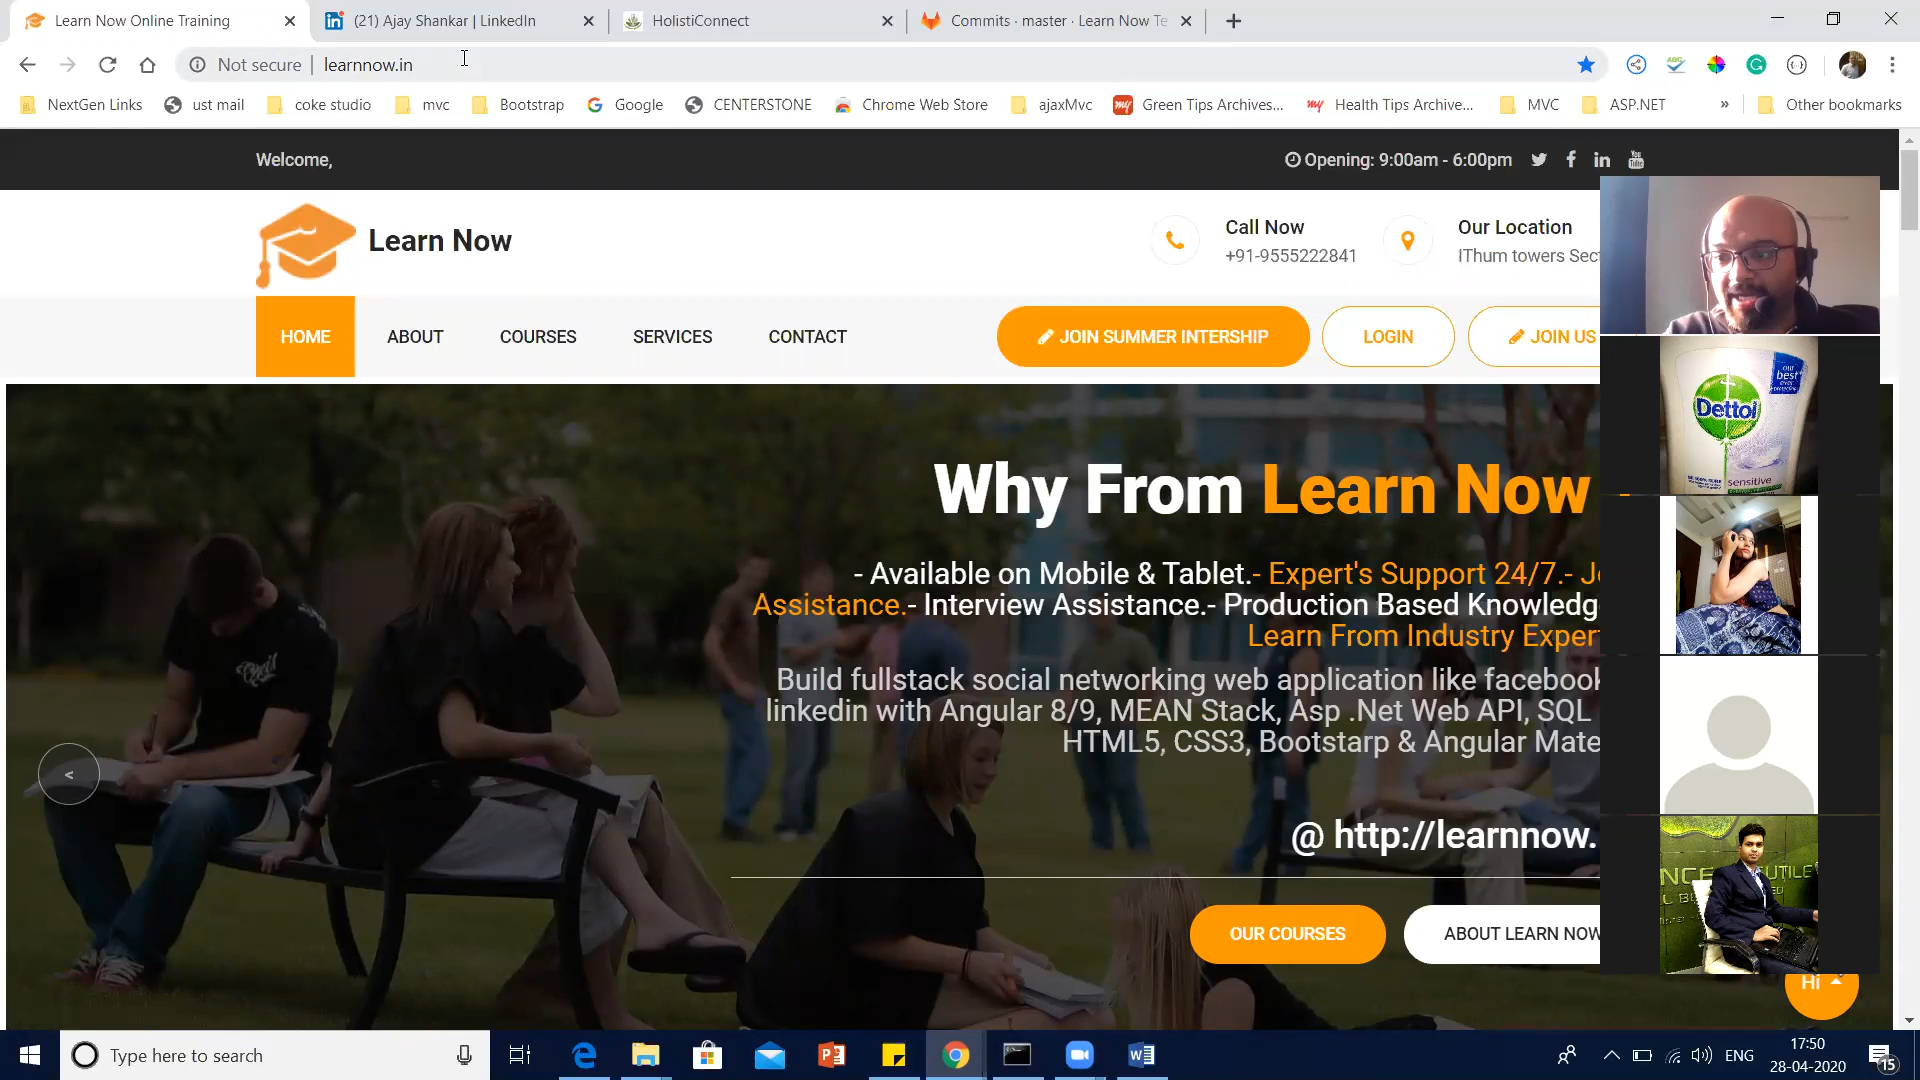 Learn Now Online Training
(21) Ajay Shankar | LinkedIn
HolistiConnect
Commits · master · Learn Now Te
Not secure
learnnow.in
NextGen Links
ust mail
coke studio
mvc
Bootstrap
Google
CENTERSTONE
Chrome Web Store
ajaxMvc
Green Tips Archives...
Health Tips Archive...
MVC
ASP.NET
»
Other bookmarks
Welcome,
Opening: 9:00am - 6:00pm
Learn Now
Call Now
+91-9555222841
Our Location
IThum towers Sec
HOME
ABOUT
COURSES
SERVICES
CONTACT
JOIN SUMMER INTERSHIP
LOGIN
JOIN US
Why From Learn Now
- Available on Mobile & Tablet.- Expert's Support 24/7.- J
Assistance.- Interview Assistance.- Production Based Knowledg
Learn From Industry Exper
Build fullstack social networking web application like facebook
linkedin with Angular 8/9, MEAN Stack, Asp .Net Web API, SQL
HTML5, CSS3, Bootstarp & Angular Mate
<
@ http://learnnow.
OUR COURSES
ABOUT LEARN NOW
our
best
Dettol
sensitive
Hi
Type here to search
ENG
17:50
28-04-2020
15